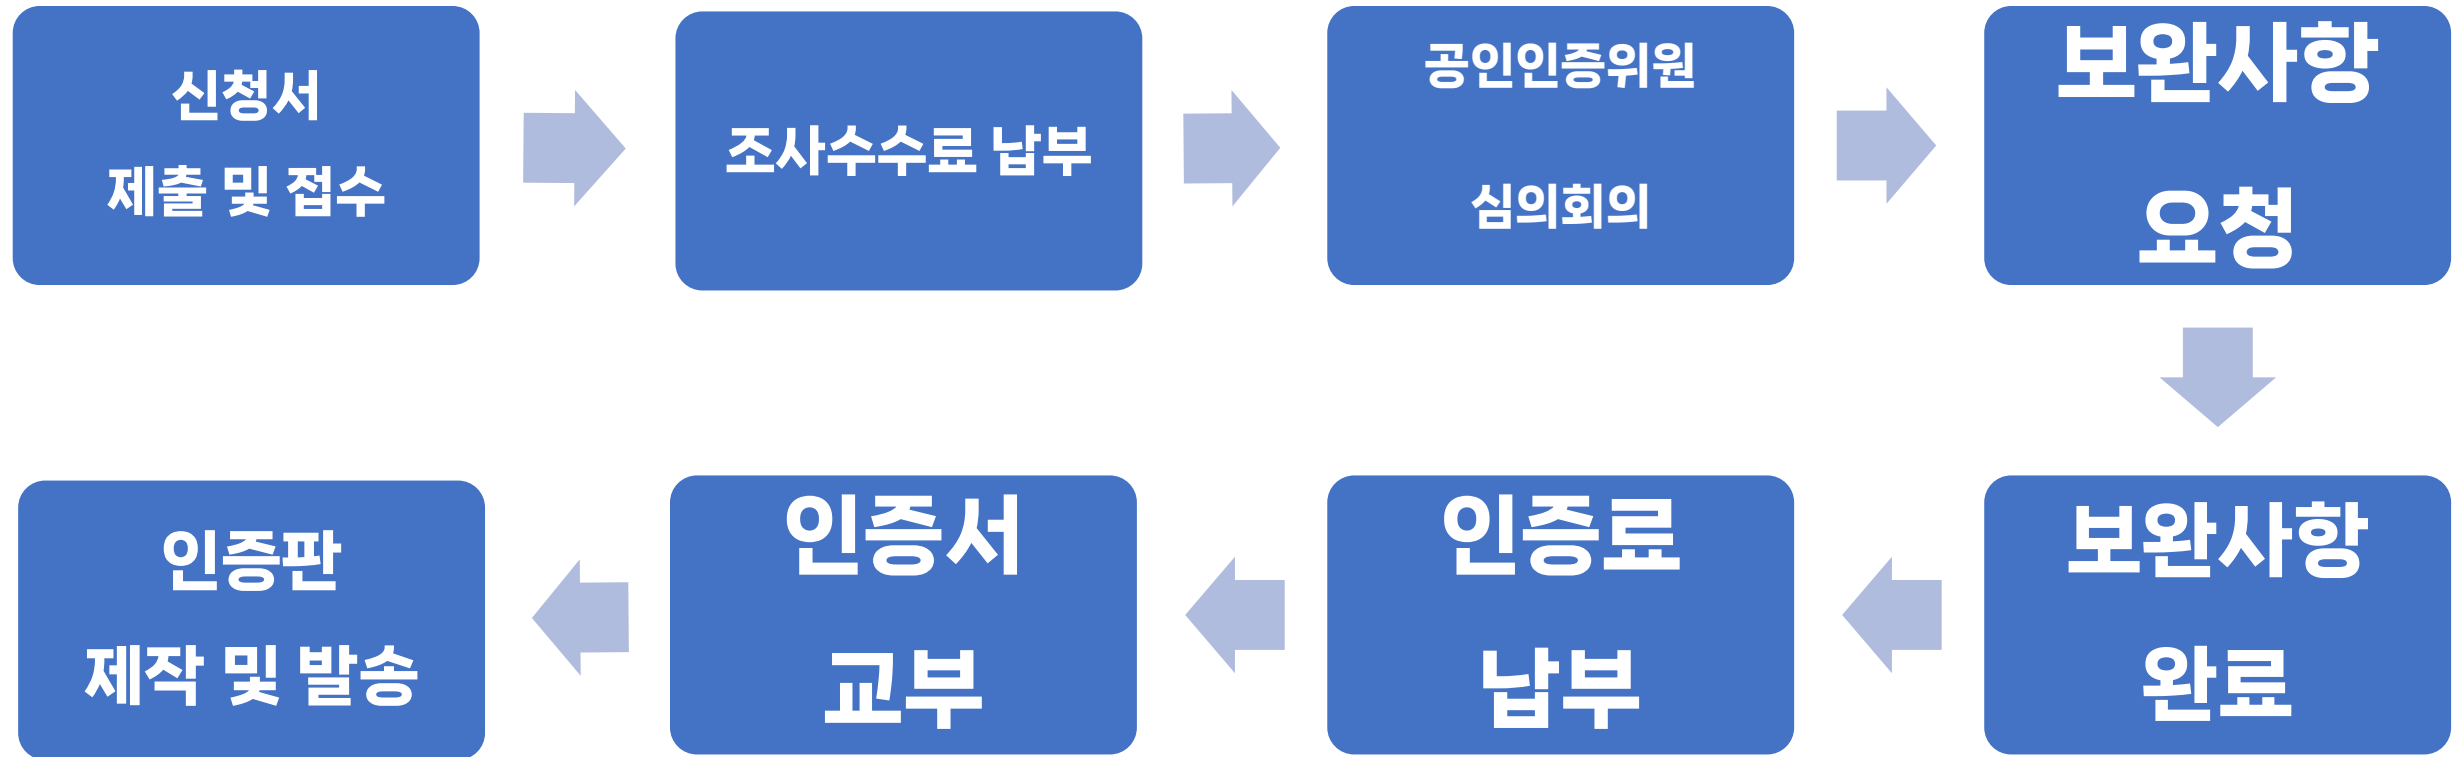 신청서
제출 및 접수
조사수수료 납부
공인인증위원
심의회의
보완사항
요청
보완사항
완료
인증료
납부
인증서
교부
인증판
제작 및 발송